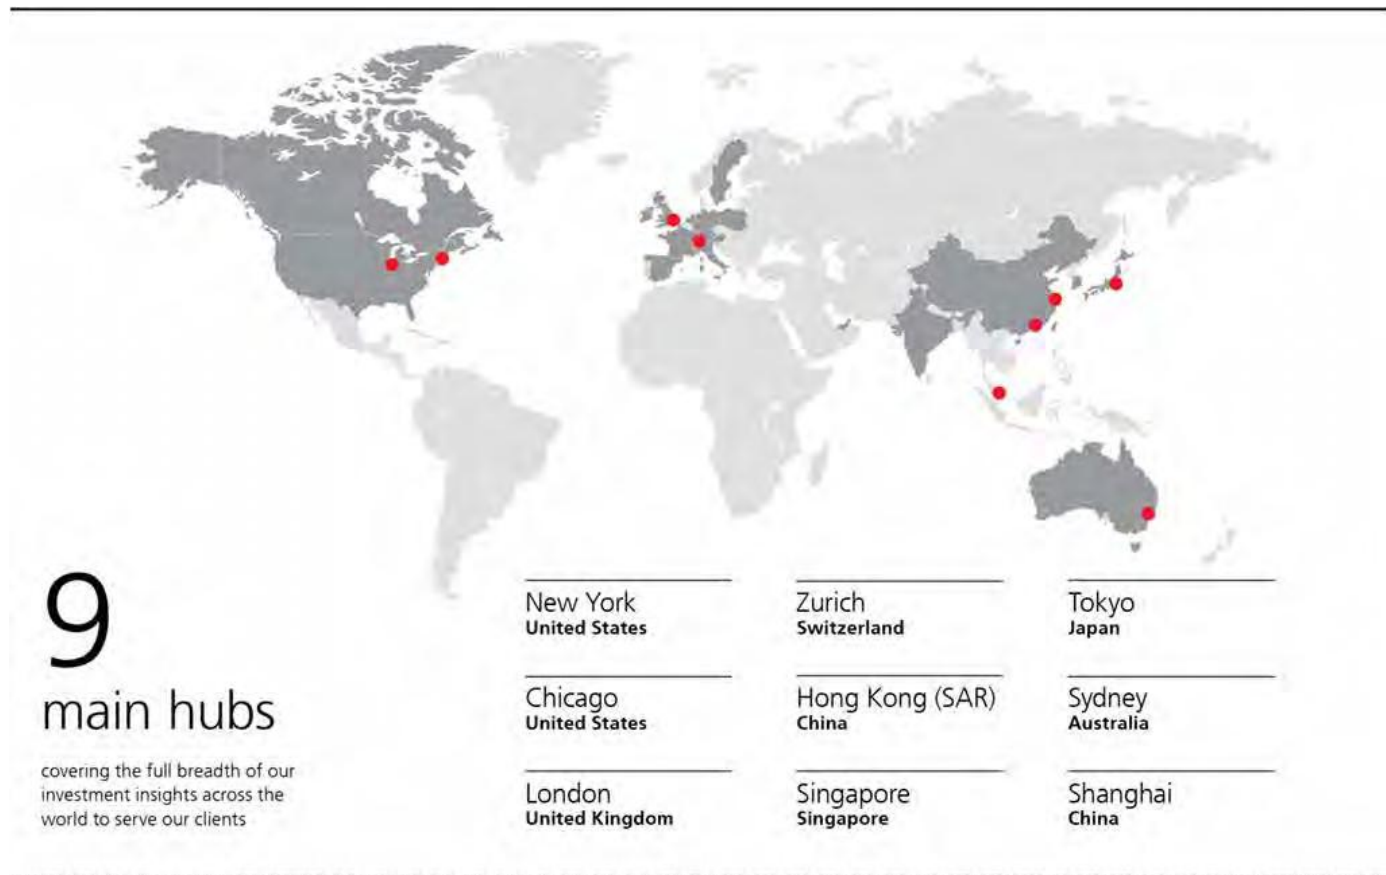 9
main hubs
covering the full breadth of our
investment insights across the
world to serve our clients
New York
United States
Chicago
United States
London
United Kingdom
Zurich
Switzerland
Hong Kong (SAR)
China
Singapore
Singapore
Tokyo
Japan
Sydney
Australia
Shanghai
China